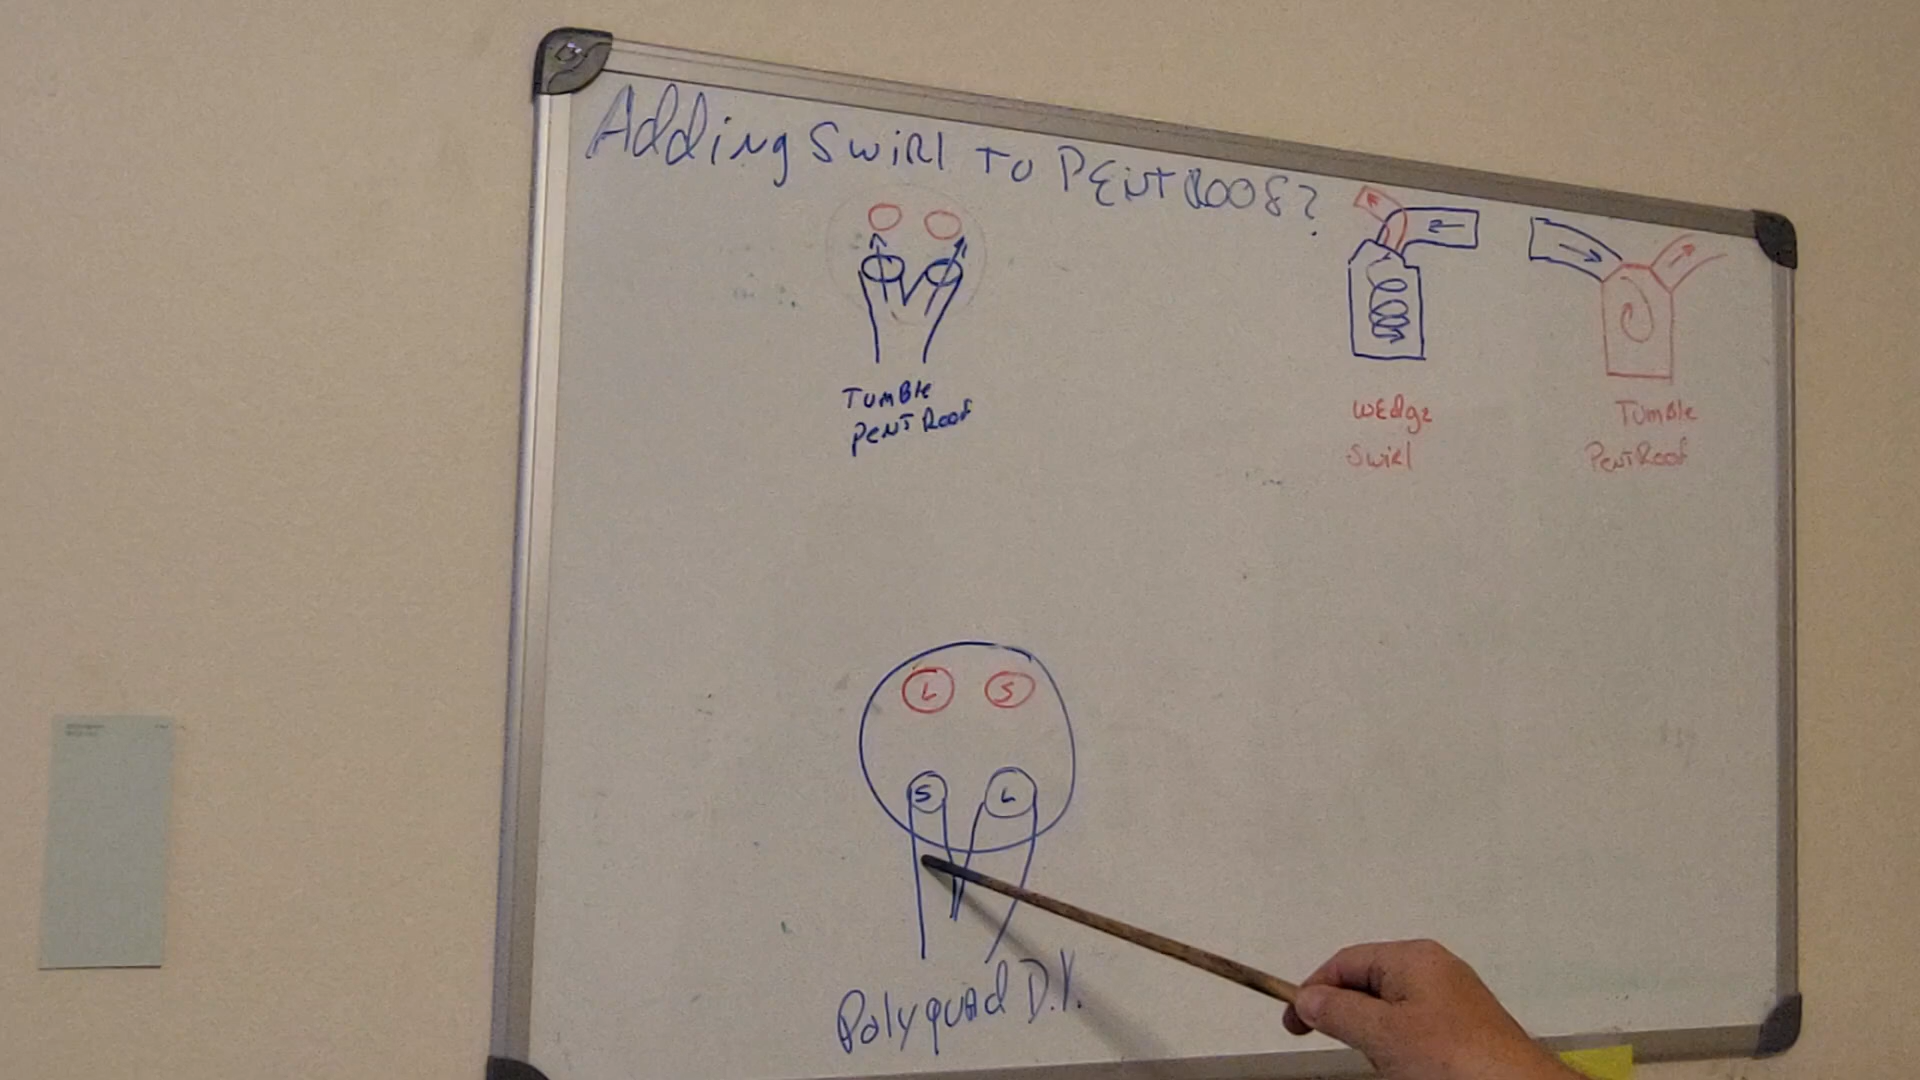 Adding Swirl To Pent Roof?
Tumble
Pent Roof
Wedge
Swirl
Tumble
Pent Roof
L S
S L
Polyquad D.V.